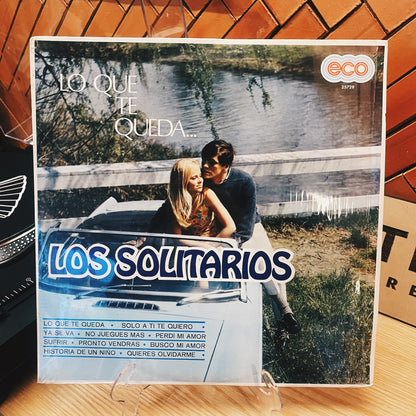 LO QUE
TE
QUEDA...
eco
25729
LOS SOLITARIOS
LO QUE TE QUEDA • SOLO A TI TE QUIERO
YA SE VA • NO JUEGUES MAS • PERDI MI AMOR
SUFRIR • PRONTO VENDRAS • BUSCO MI AMOR
HISTORIA DE UN NIÑO • QUIERES OLVIDARME